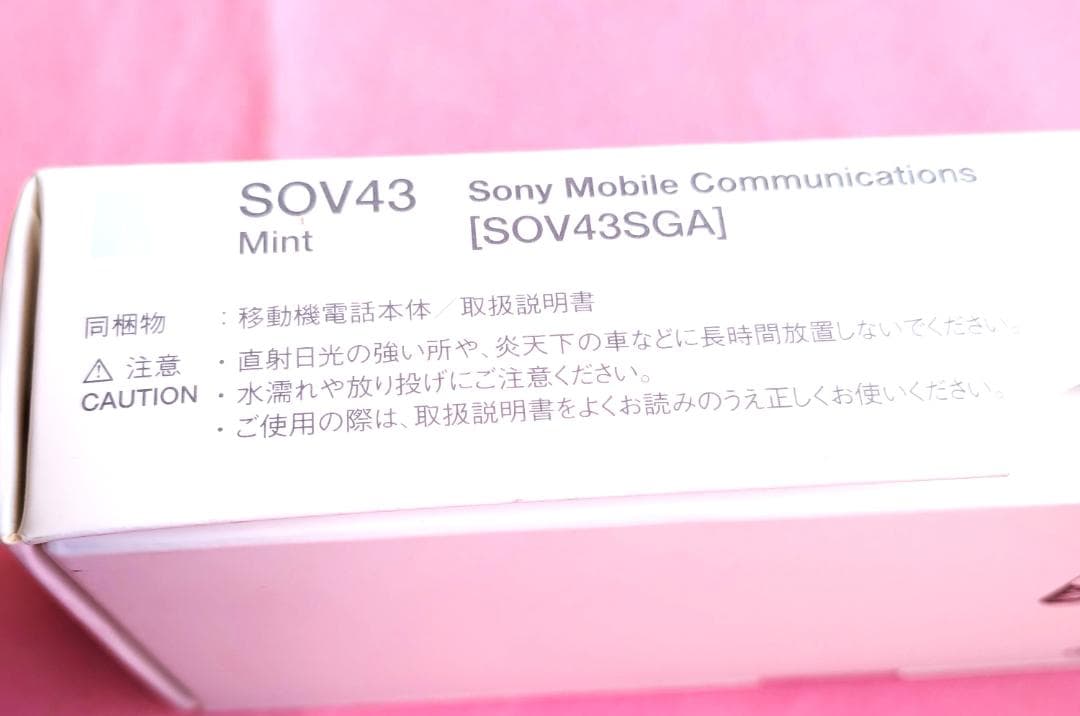 SOV43
Mint
Sony Mobile Communications
[SOV43SGA]
同梱物 : 移動機電話本体/取扱説明書
⚠ 注意
CAUTION
・直射日光の強い所や、炎天下の車などに長時間放置しないでください。
・水濡れや放り投げにご注意ください。
・ご使用の際は、取扱説明書をよくお読みのうえ正しくお使いください。